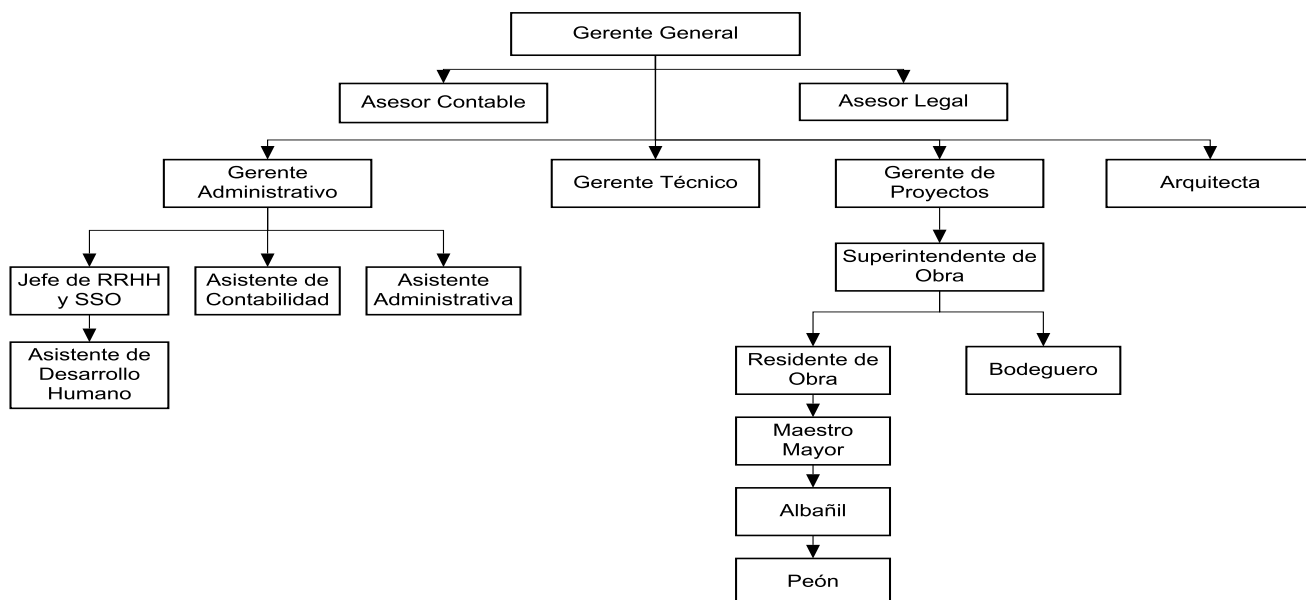 Gerente General
Asesor Contable
Asesor Legal
Gerente
Administrativo
Gerente Técnico
Gerente de
Proyectos
Arquitecta
Jefe de RRHH
y SSO
Asistente de
Contabilidad
Asistente
Administrativa
Superintendente de
Obra
Asistente de
Desarrollo
Humano
Residente de
Obra
Bodeguero
Maestro
Mayor
Albañil
Peón